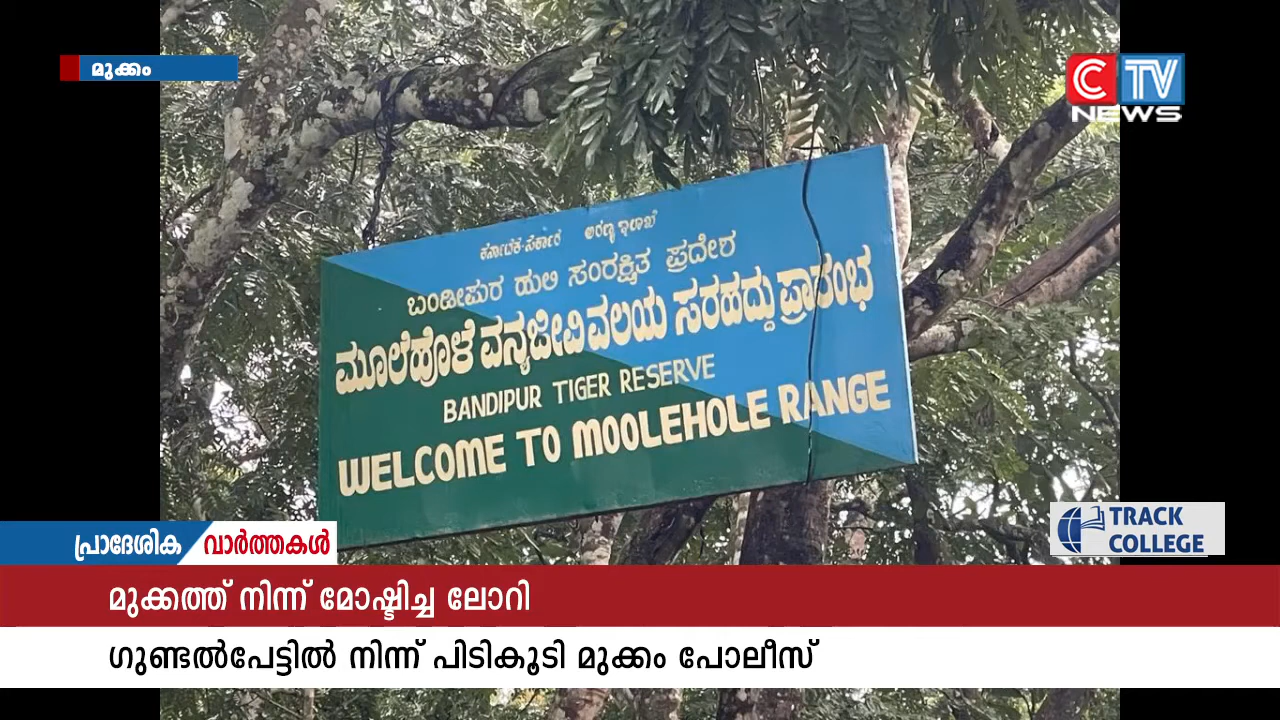 മുക്കം
CTV
NEWS
ಕರ್ನಾಟಕ ಸರ್ಕಾರ ಅರಣ್ಯ ಇಲಾಖೆ
ಬಂಡೀಪುರ ಹುಲಿ ಸಂರಕ್ಷಿತ ಪ್ರದೇಶ
ಮೂಲೆಹೊಳೆ ವನ್ಯಜೀವಿ ವಲಯ ಸರಹದ್ದು ಪ್ರಾರಂಭ
BANDIPUR TIGER RESERVE
WELCOME TO MOOLEHOLE RANGE
TRACK
COLLEGE
പ്രാദേശിക വാർത്തകൾ
മുക്കത്ത് നിന്ന് മോഷ്ടിച്ച ലോറി
ഗുണ്ടൽപേട്ടിൽ നിന്ന് പിടികൂടി മുക്കം പോലീസ്